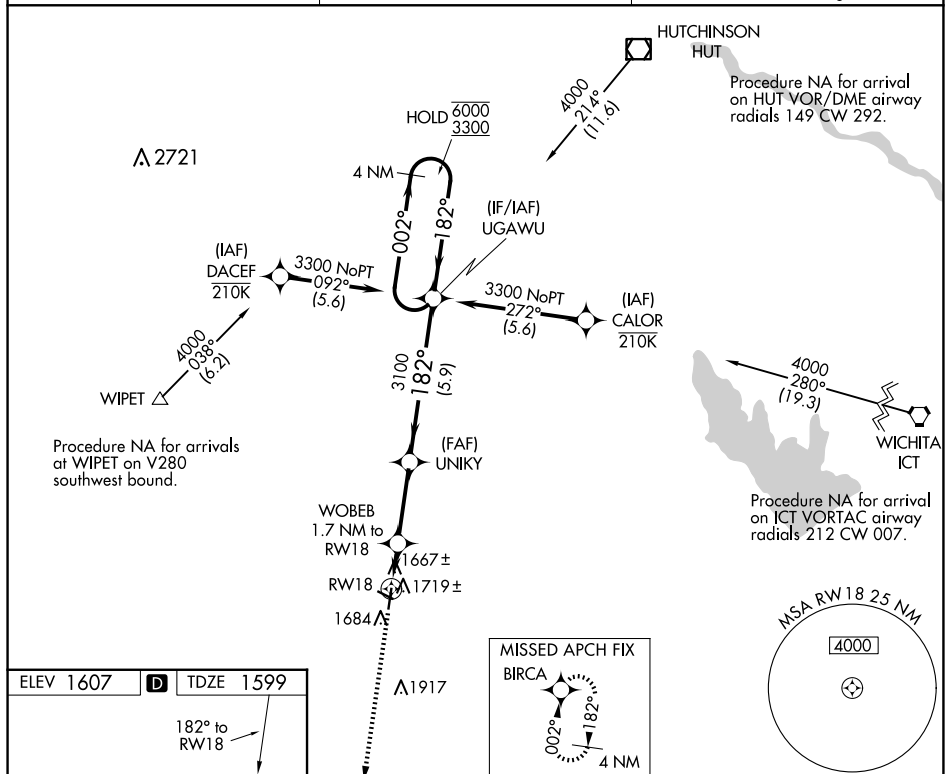 HUTCHINSON
HUT
Procedure NA for arrival
on HUT VOR/DME airway
radials 149 CW 292.
4000
214°
(11.6)
HOLD 6000
3300
2721
4 NM
002°
182°
(IF/IAF)
UGAWU
(IAF)
DACEF
210K
3300 NoPT
092°
(5.6)
3300 NoPT
272°
(5.6)
(IAF)
CALOR
210K
4000
038°
(6.2)
WIPET
3100
182°
(5.9)
4000
280°
(19.3)
WICHITA
ICT
Procedure NA for arrivals
at WIPET on V280
southwest bound.
(FAF)
UNIKY
Procedure NA for arrival
on ICT VORTAC airway
radials 212 CW 007.
WOBEB
1.7 NM to
RW18
1667±
RW18
1719±
1684
MSA RW18 25 NM
4000
MISSED APCH FIX
BIRCA
002°
182°
4 NM
1917
ELEV 1607
D
TDZE 1599
182° to
RW18